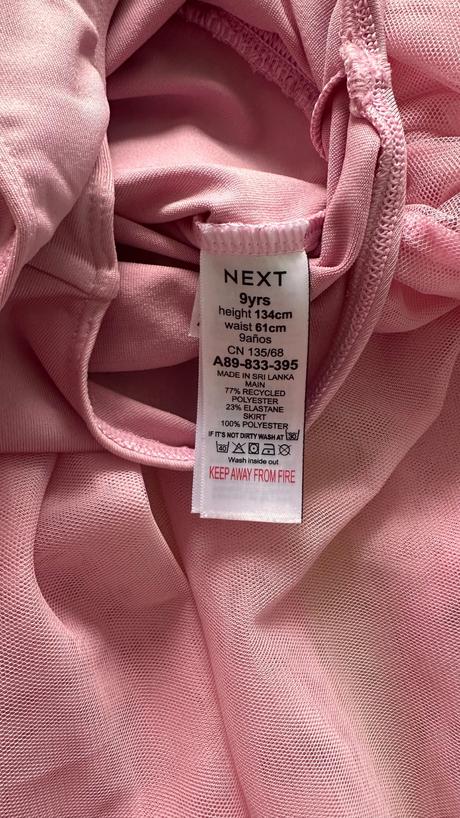 NEXT
9yrs
height 134cm
waist 61cm
9años
CN 135/68
A89-833-395
MADE IN SRI LANKA
MAIN
77% RECYCLED
POLYESTER
23% ELASTANE
SKIRT
100% POLYESTER
IF IT'S NOT DIRTY WASH AT 30
40
Wash inside out
KEEP AWAY FROM FIRE